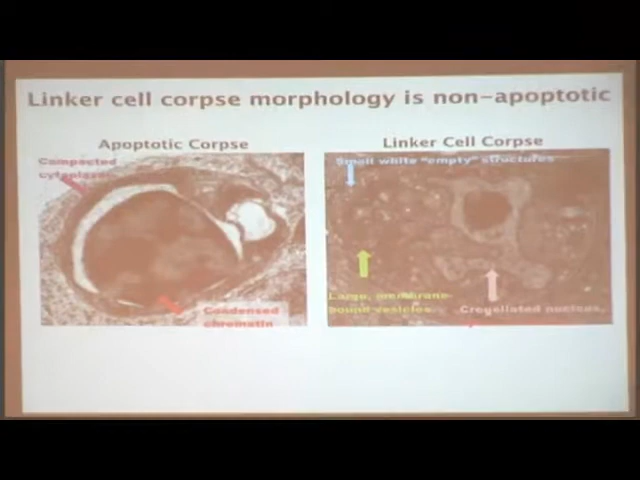 Linker cell corpse morphology is non-apoptotic
Apoptotic Corpse
Linker Cell Corpse
Compacted
cytoplasm
Small white "empty" structures
Large, membrane-
bound vesicles
Crenellated nucleus,
Condensed
chromatin